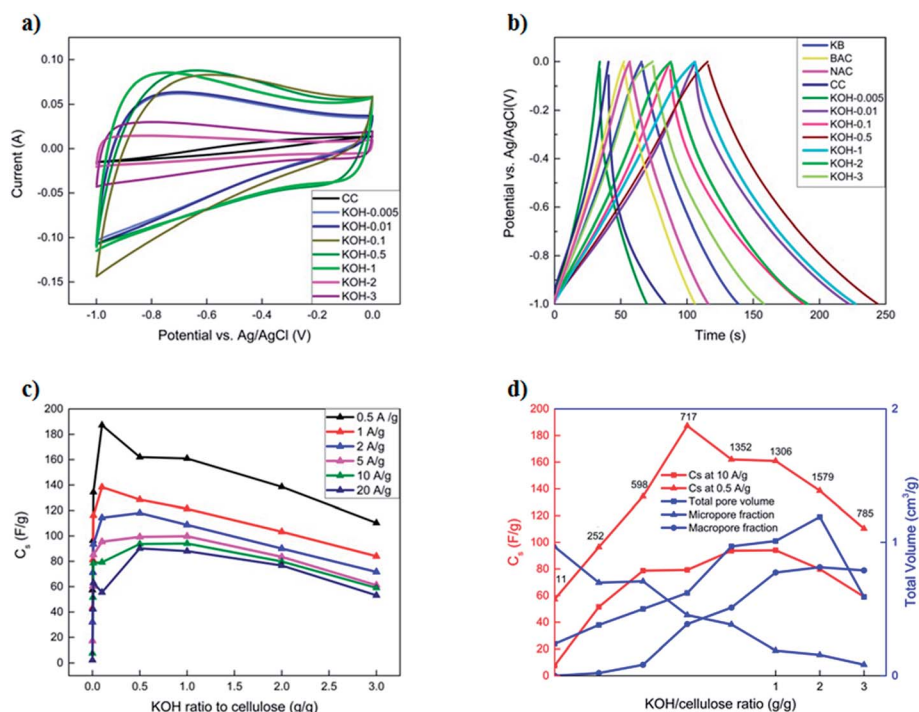 a)
Current (A)
0.10
0.05
0.00
-0.05
-0.10
-0.15
-1.0 -0.8 -0.6 -0.4 -0.2 0.0
Potential vs. Ag/AgCl (V)
CC
KOH-0.005
KOH-0.01
KOH-0.1
KOH-0.5
KOH-1
KOH-2
KOH-3
b)
Potential vs. Ag/AgCl(V)
0.0
-0.2
-0.4
-0.6
-0.8
-1.0
0 50 100 150 200 250
Time (s)
KB
BAC
NAC
CC
KOH-0.005
KOH-0.01
KOH-0.1
KOH-0.5
KOH-1
KOH-2
KOH-3
c)
Cs (F/g)
200
180
160
140
120
100
80
60
40
20
0
0.0 0.5 1.0 1.5 2.0 2.5 3.0
KOH ratio to cellulose (g/g)
0.5 A /g
1 A/g
2 A/g
5 A/g
10 A/g
20 A/g
d)
Cs (F/g)
200
180
160
140
120
100
80
60
40
20
0
11
252
598
717
1352
1306
1579
785
Cs at 10 A/g
Cs at 0.5 A/g
Total pore volume
Micropore fraction
Macropore fraction
1 2 3
KOH/cellulose ratio (g/g)
2
1
0
Total Volume (cm³/g)